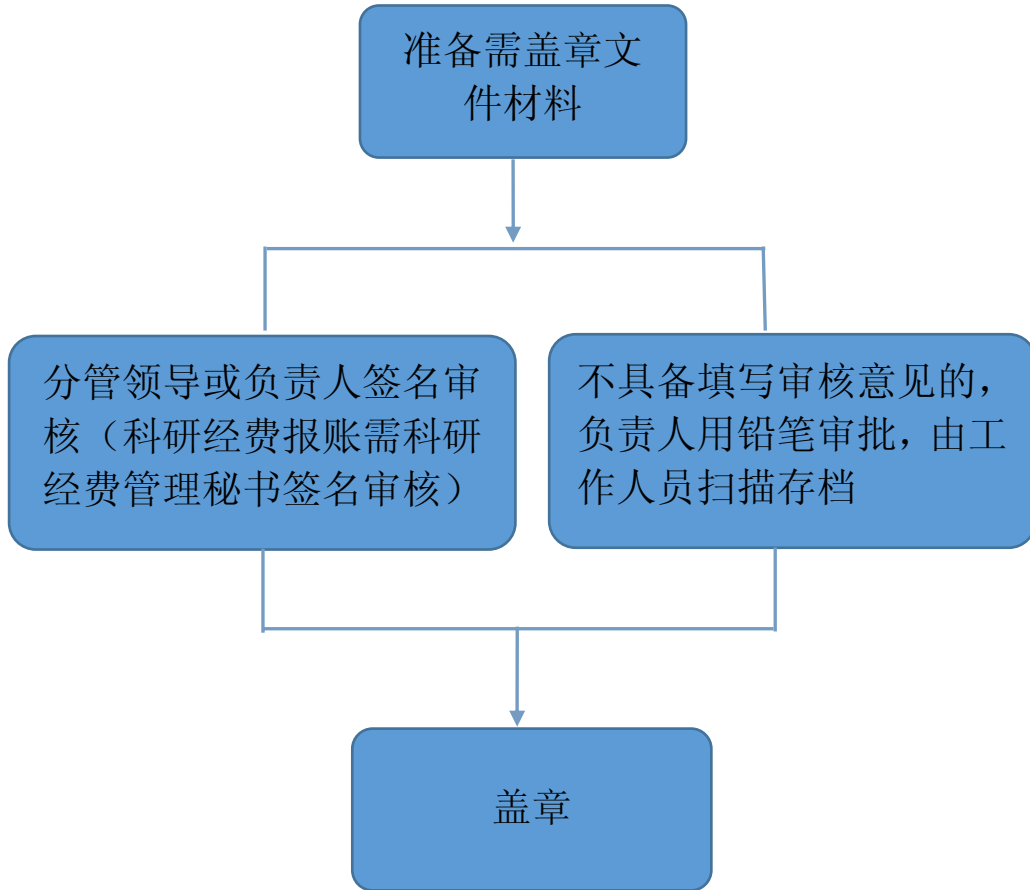 准备需盖章文
件材料
分管领导或负责人签名审
核（科研经费报账需科研
经费管理秘书签名审核）
不具备填写审核意见的，
负责人用铅笔审批，由工
作人员扫描存档
盖章